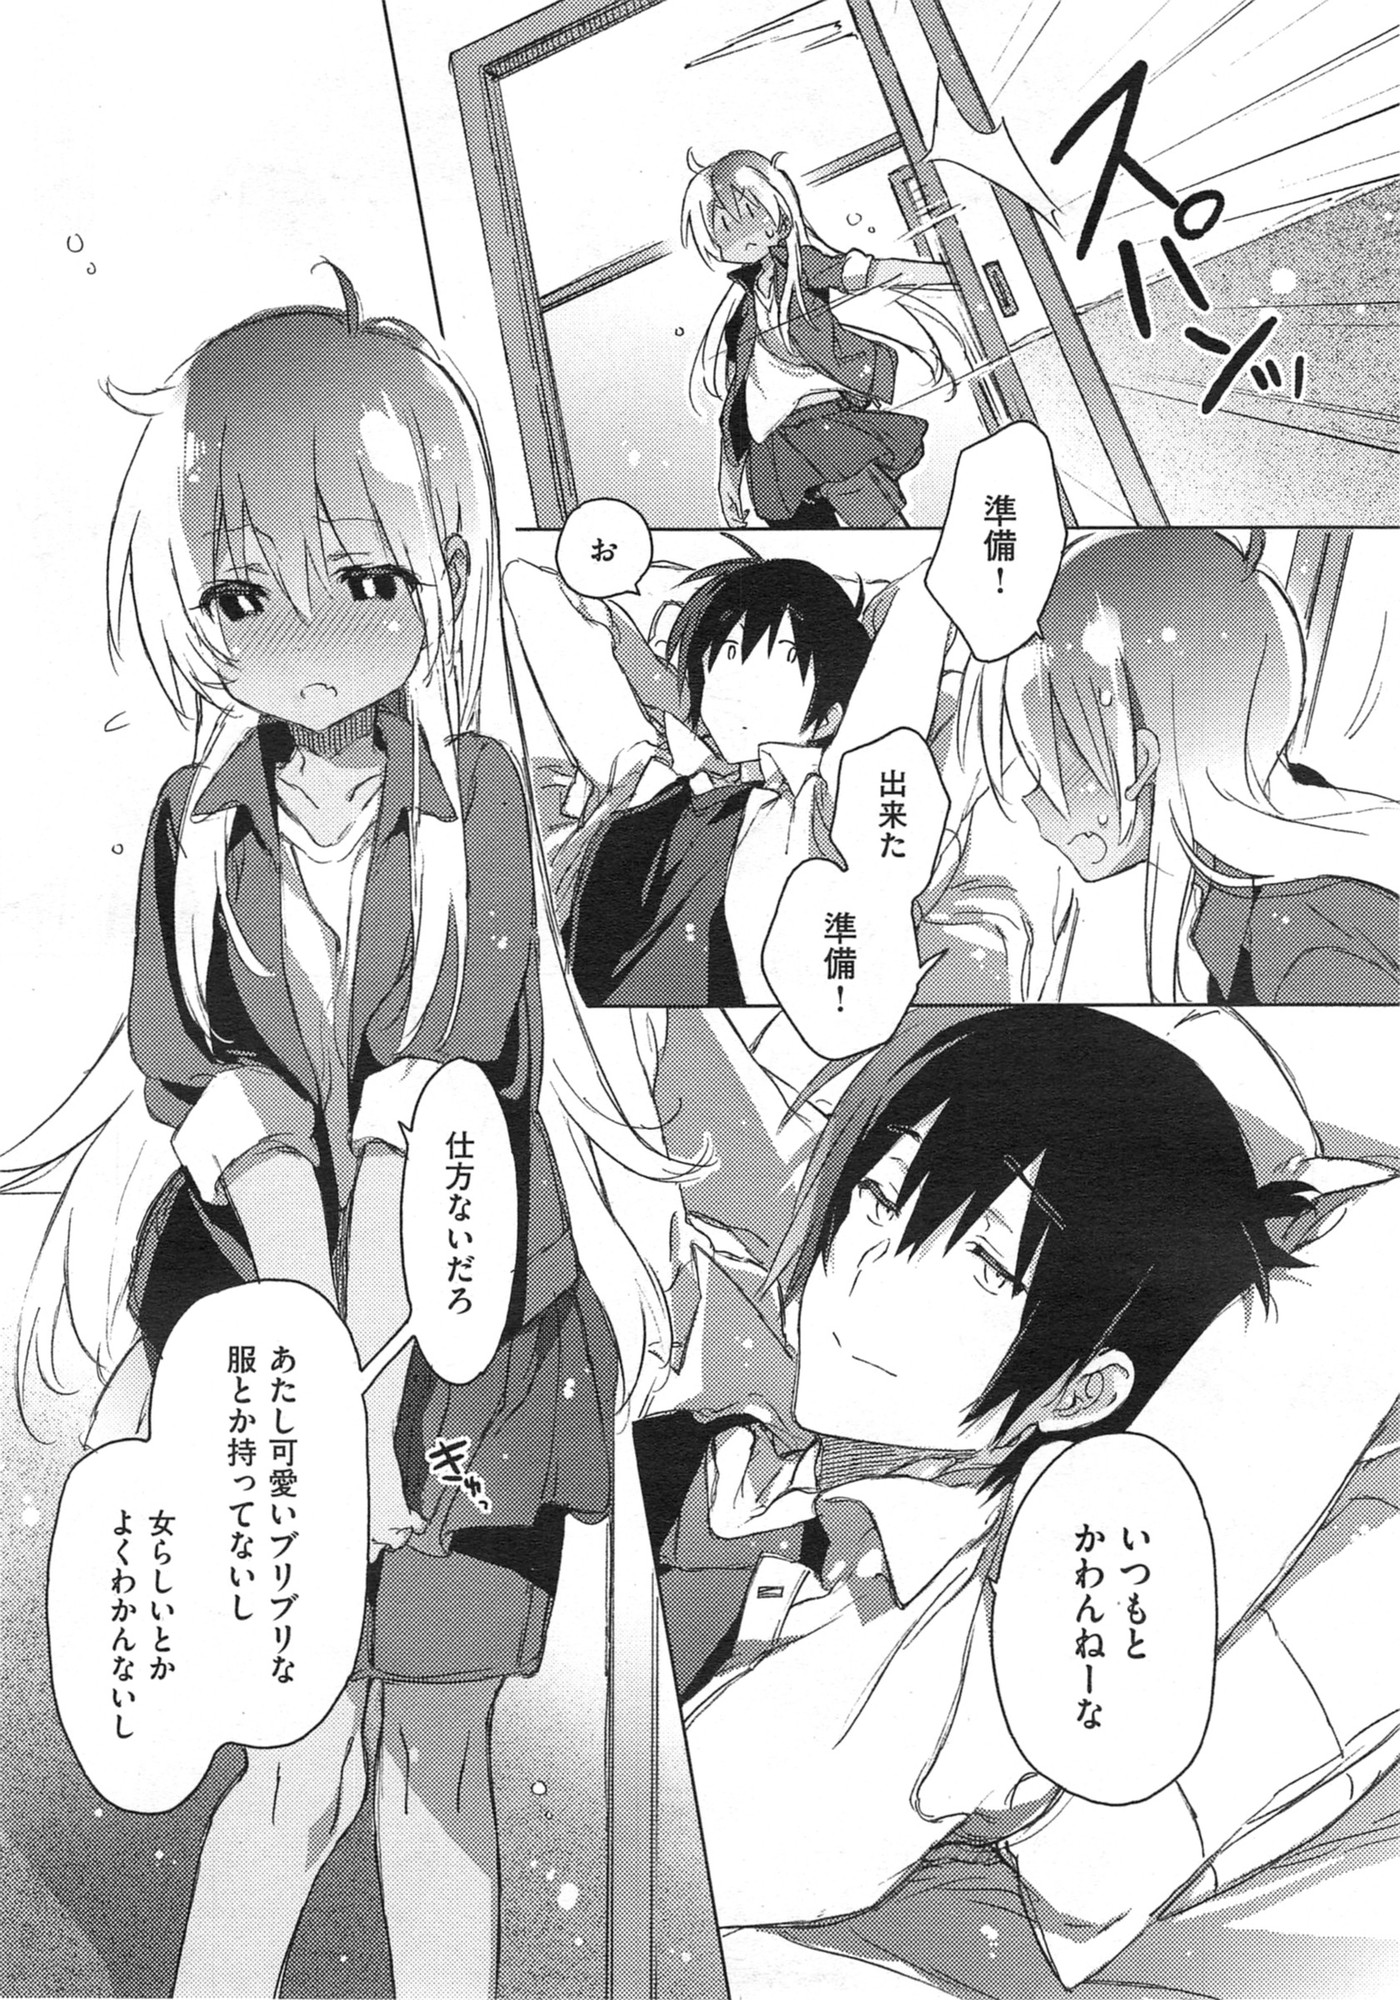 スパンッ
準備！
お
出来た
準備！
いつもと
かわんねーな
仕方ないだろ
あたし可愛いブリブリな
服とか持ってないし
きゅっ
女らしいとか
よくわかんないし